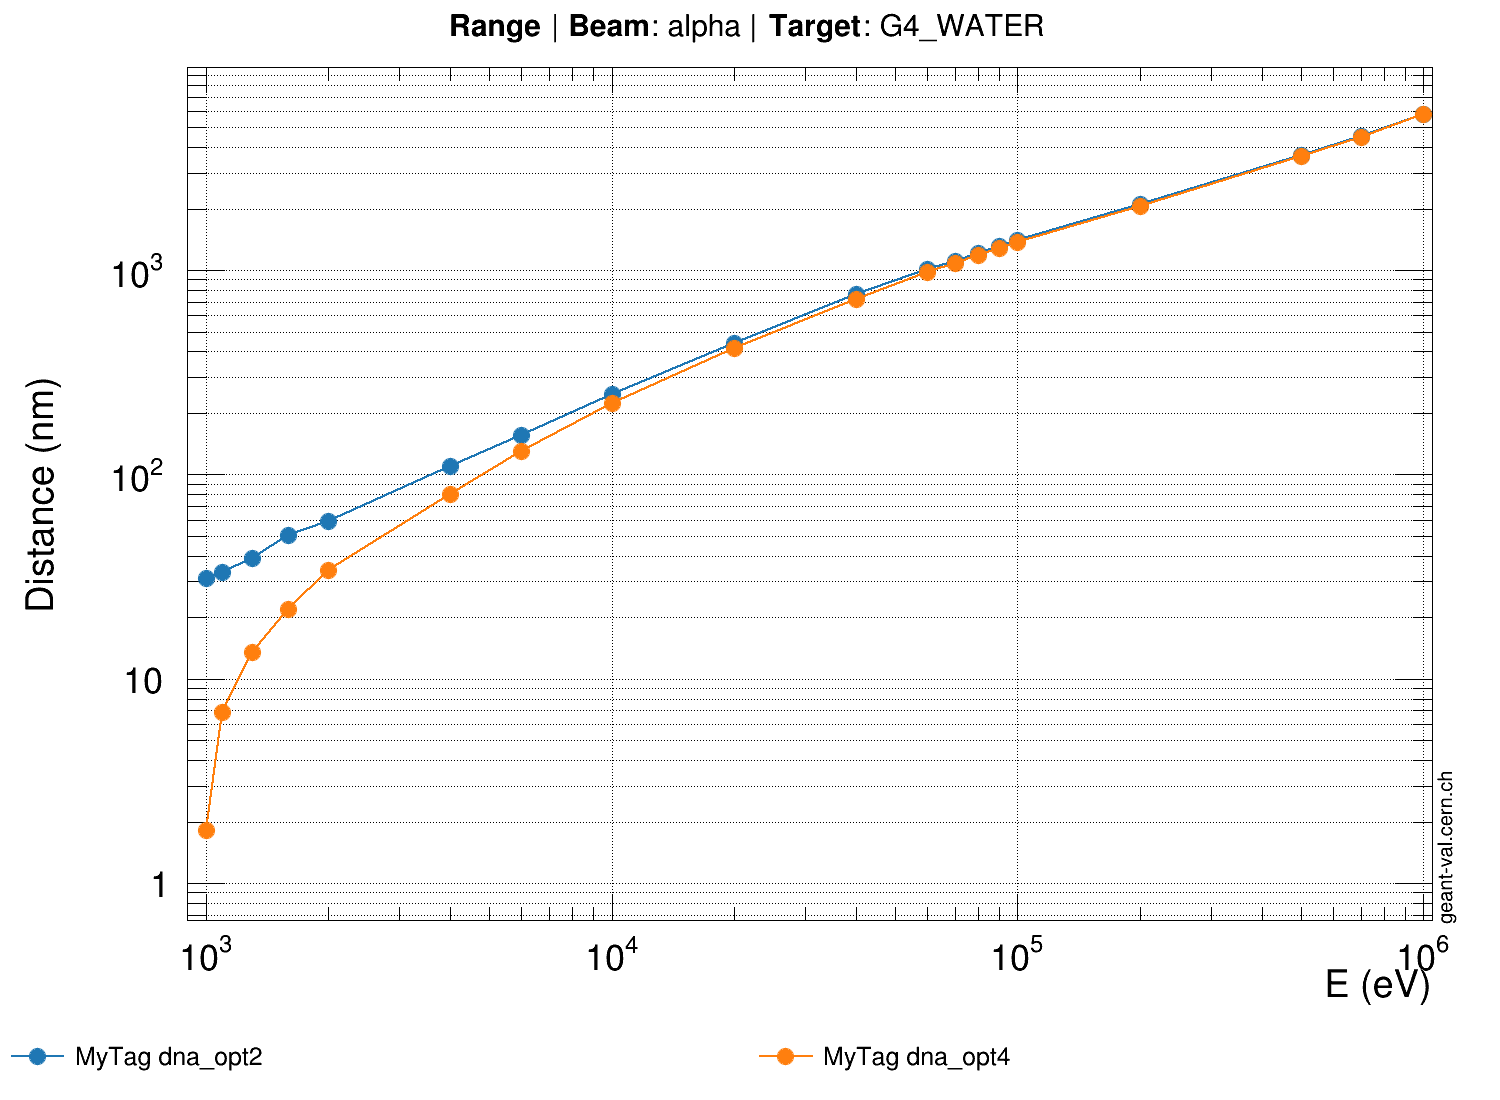 Range | Beam: alpha | Target: G4_WATER
Distance (nm)
10³
10²
10
1
10³ 10⁴ 10⁵ 10⁶
E (eV)
geant-val.cern.ch
MyTag dna_opt2 MyTag dna_opt4